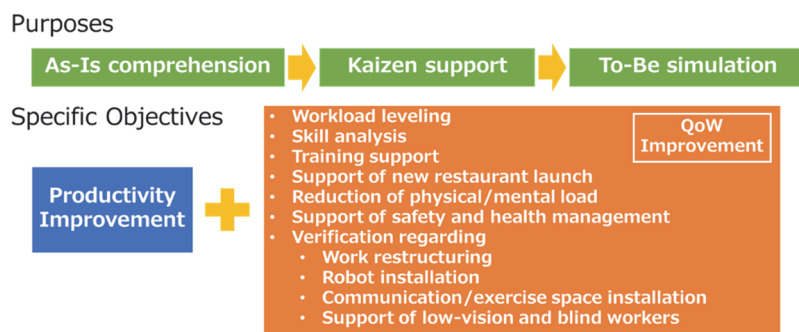 Purposes
As-Is comprehension
Kaizen support
To-Be simulation
Specific Objectives
Productivity
Improvement
• Workload leveling
• Skill analysis
• Training support
• Support of new restaurant launch
• Reduction of physical/mental load
• Support of safety and health management
• Verification regarding
• Work restructuring
• Robot installation
• Communication/exercise space installation
• Support of low-vision and blind workers
QoW
Improvement